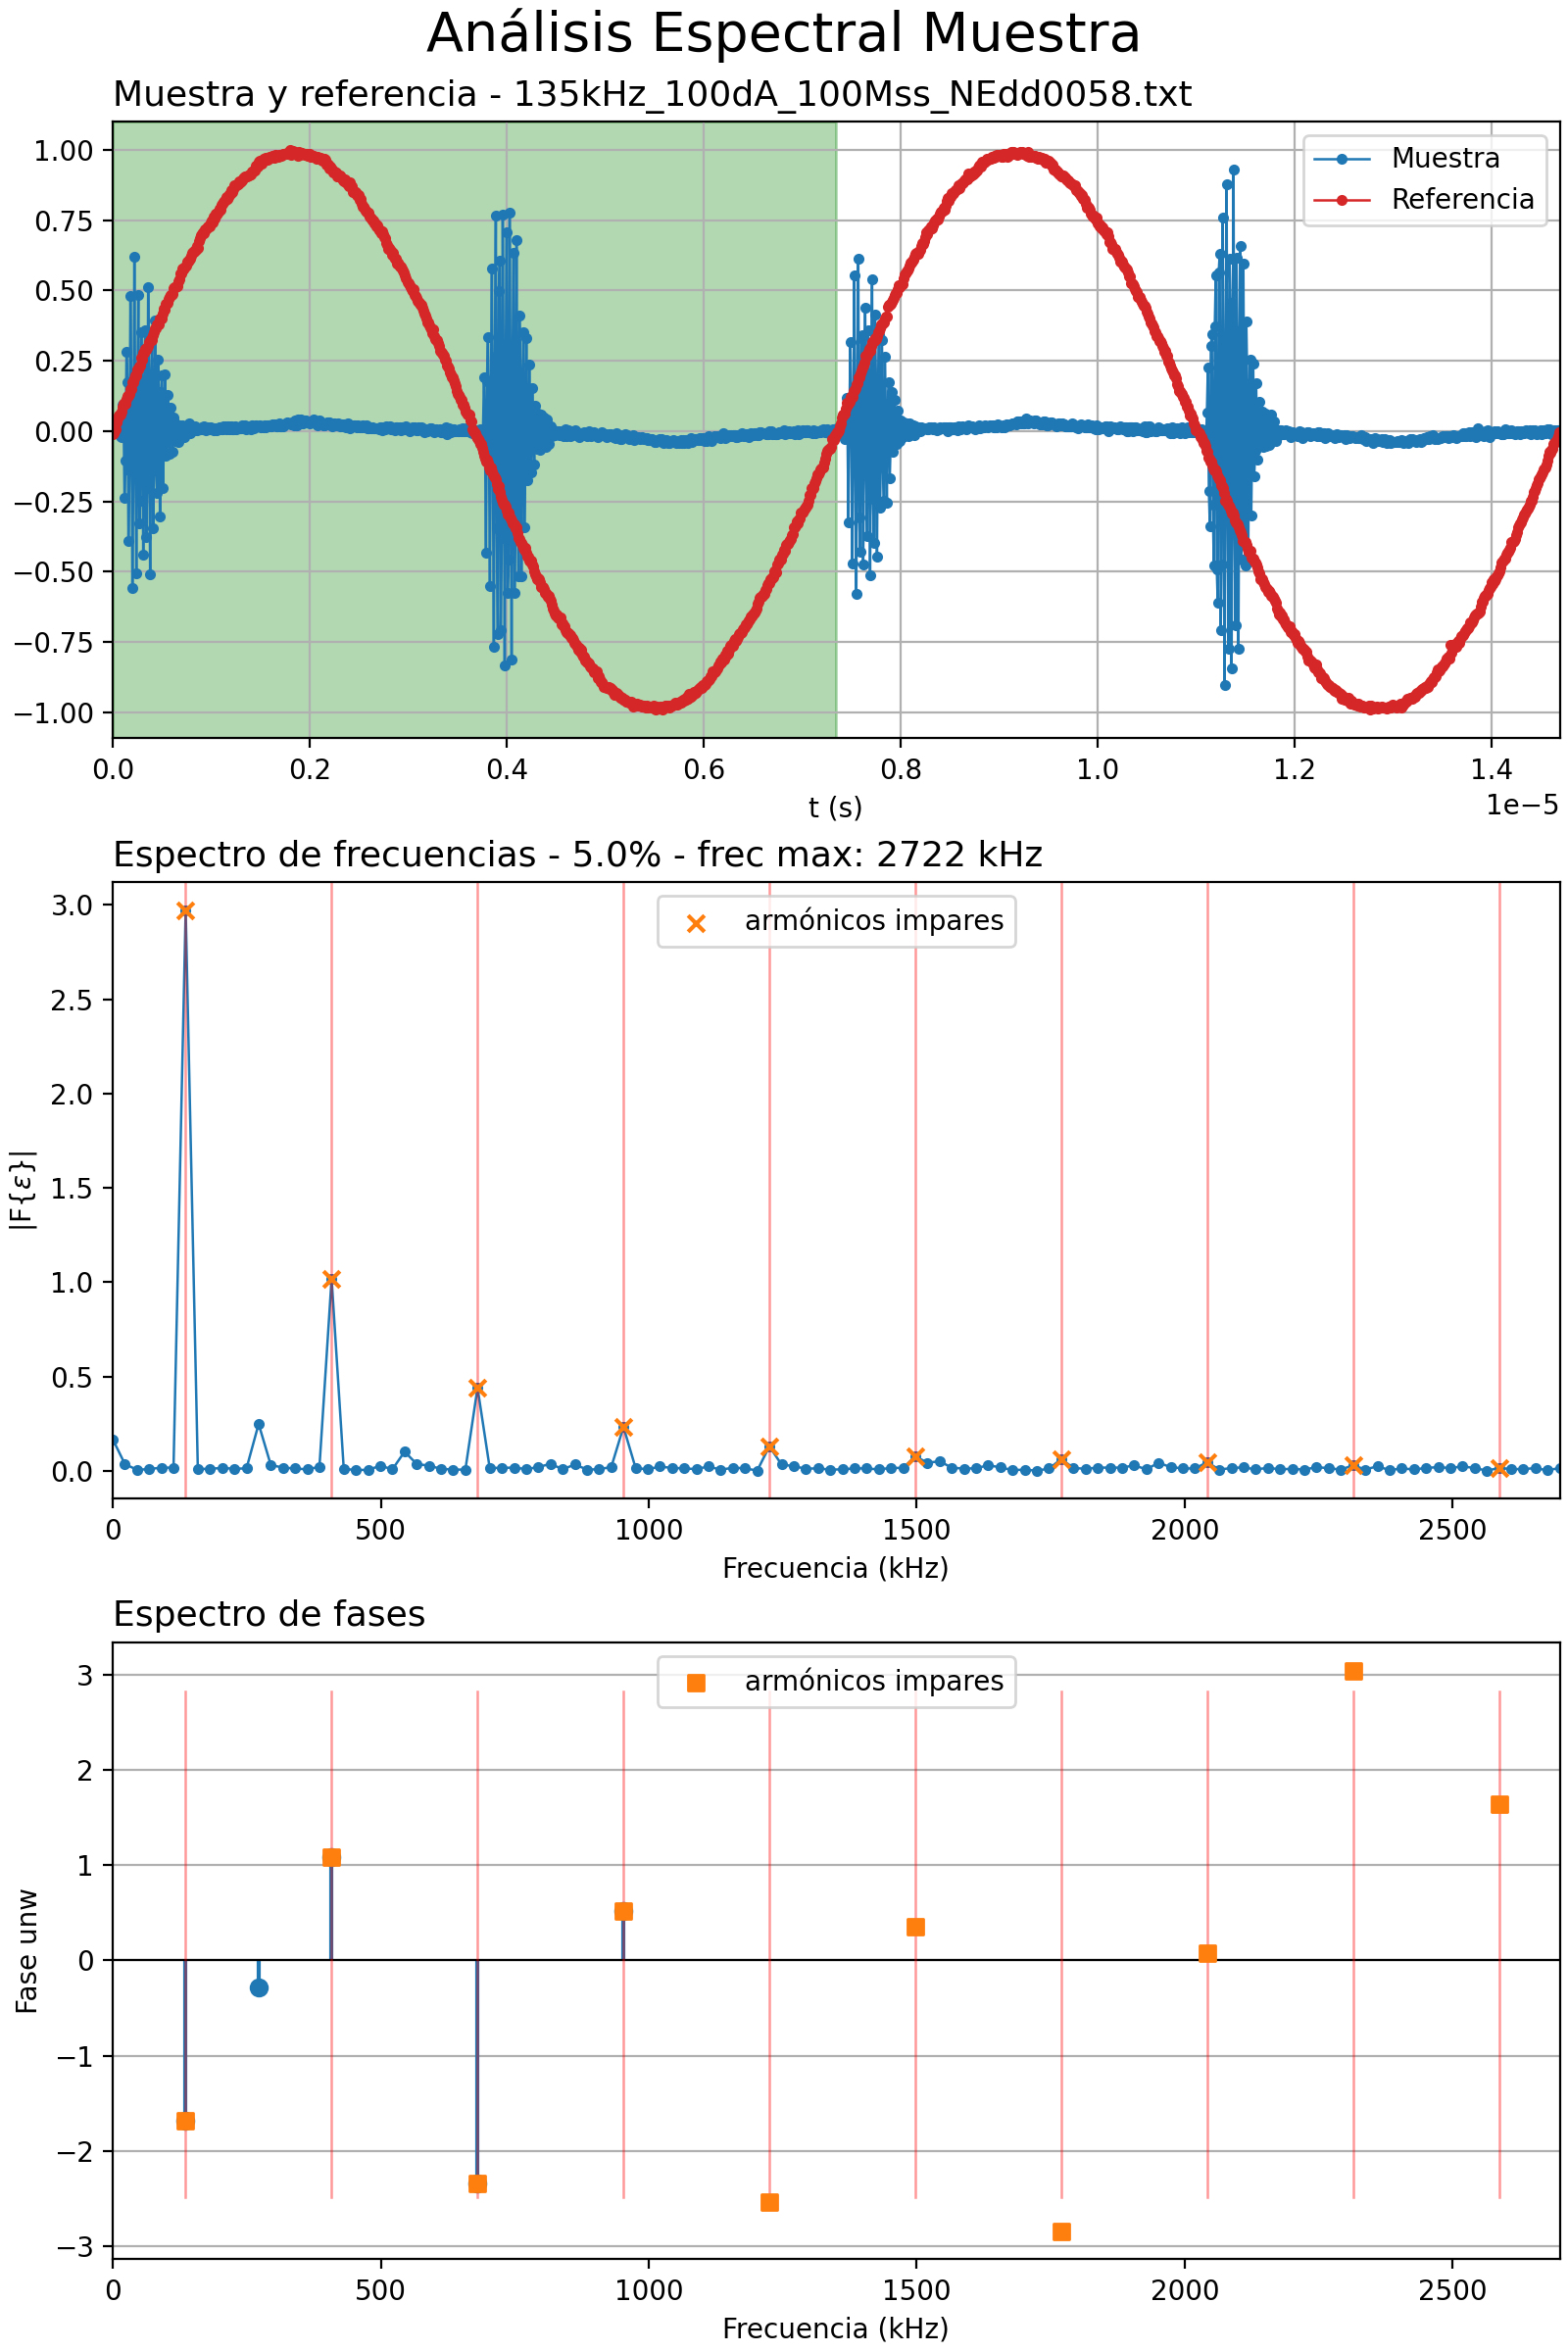 Análisis Espectral Muestra
Muestra y referencia - 135kHz_100dA_100Mss_NEdd0058.txt
1.00
0.75
0.50
0.25
0.00
−0.25
−0.50
−0.75
−1.00
Muestra
Referencia
0.0 0.2 0.4 0.6 0.8 1.0 1.2 1.4
1e−5
t (s)
Espectro de frecuencias - 5.0% - frec max: 2722 kHz
armónicos impares
3.0
2.5
2.0
1.5
1.0
0.5
0.0
|F{ε}|
0 500 1000 1500 2000 2500
Frecuencia (kHz)
Espectro de fases
armónicos impares
3
2
1
0
−1
−2
−3
Fase unw
0 500 1000 1500 2000 2500
Frecuencia (kHz)